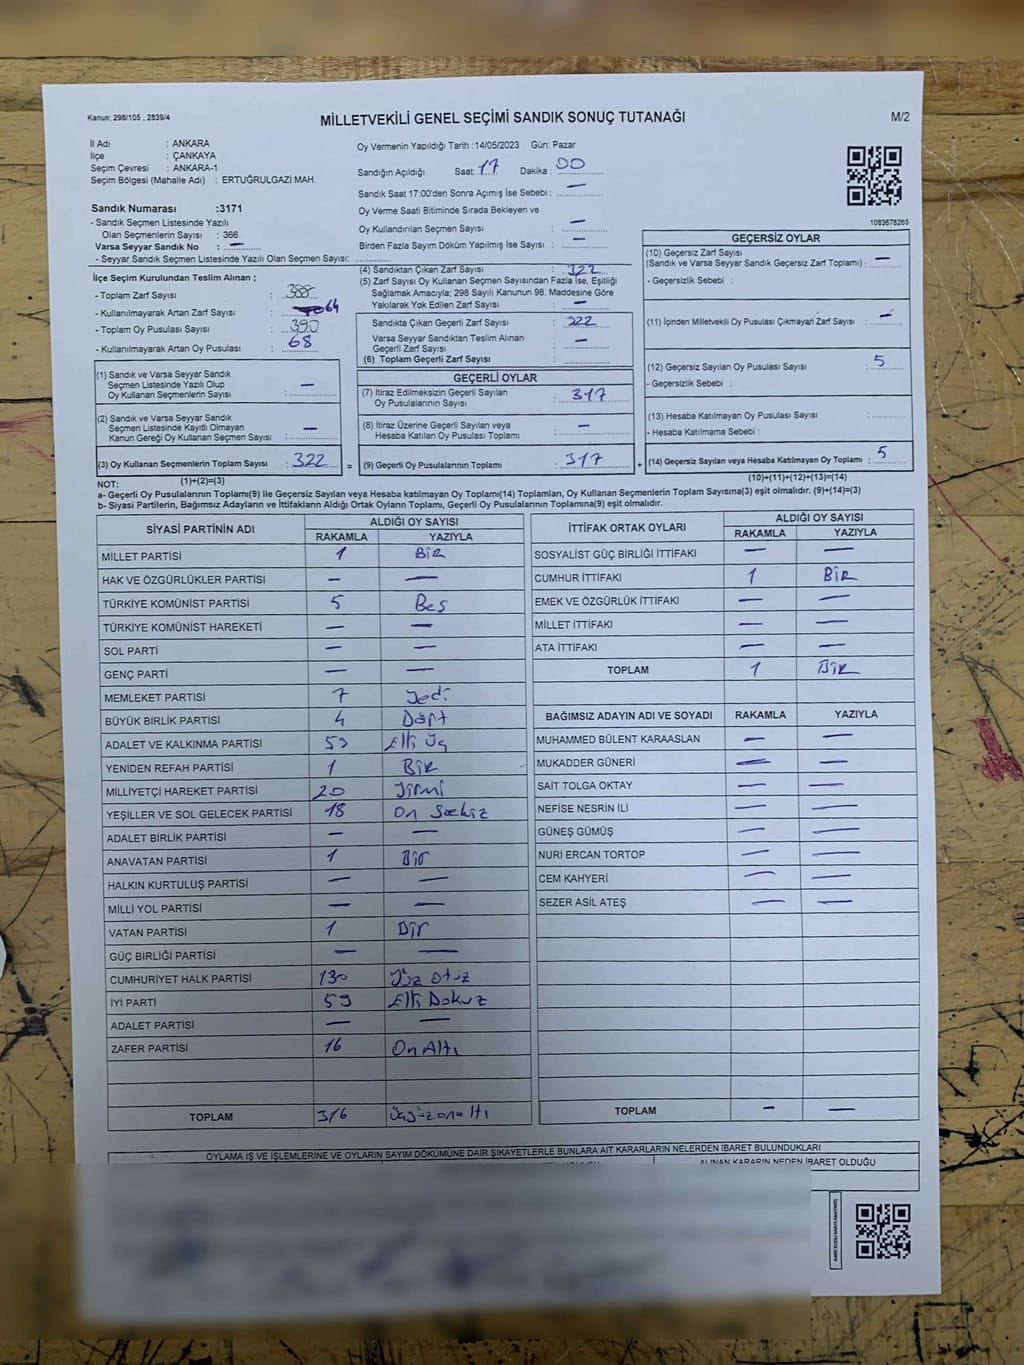 Kanun: 298/105 , 2839/4
MİLLETVEKİLİ GENEL SEÇİMİ SANDIK SONUÇ TUTANAĞI
M/2
İl Adı : ANKARA
İlçe : ÇANKAYA
Seçim Çevresi : ANKARA-1
Seçim Bölgesi (Mahalle Adı) : ERTUĞRULGAZİ MAH.
Oy Vermenin Yapıldığı Tarih :14/05/2023 Gün: Pazar
Sandığın Açıldığı Saat: 17 Dakika : 00
Sandık Saat 17:00'den Sonra Açımış İse Sebebi : —
Oy Verme Saati Bitiminde Sırada Bekleyen ve
Oy Kullandırılan Seçmen Sayısı : —
Birden Fazla Sayım Döküm Yapılmış İse Sayısı : —
1083678265
Sandık Numarası :3171
- Sandık Seçmen Listesinde Yazılı
Olan Seçmenlerin Sayısı : 366
Varsa Seyyar Sandık No : —
- Seyyar Sandık Seçmen Listesinde Yazılı Olan Seçmen Sayısı:
İlçe Seçim Kurulundan Teslim Alınan ;
- Toplam Zarf Sayısı : 388
- Kullanılmayarak Artan Zarf Sayısı : 64
- Toplam Oy Pusulası Sayısı : 390
- Kullanılmayarak Artan Oy Pusulası : 68
(1) Sandık ve Varsa Seyyar Sandık
Seçmen Listesinde Yazılı Olup
Oy Kullanan Seçmenlerin Sayısı : —
(2) Sandık ve Varsa Seyyar Sandık
Seçmen Listesinde Kayıtlı Olmayan
Kanun Gereği Oy Kullanan Seçmen Sayısı : —
(3) Oy Kullanan Seçmenlerin Toplam Sayısı : 322 =
(1)+(2)=(3)
(4) Sandıktan Çıkan Zarf Sayısı : 322
(5) Zarf Sayısı Oy Kullanan Seçmen Sayısından Fazla İse, Eşitliği
Sağlamak Amacıyla; 298 Sayılı Kanunun 98. Maddesine Göre
Yakılarak Yok Edilen Zarf Sayısı : —
Sandıkta Çıkan Geçerli Zarf Sayısı : 322
Varsa Seyyar Sandıktan Teslim Alınan
Geçerli Zarf Sayısı : —
(6) Toplam Geçerli Zarf Sayısı :
GEÇERLİ OYLAR
(7) İtiraz Edilmeksizin Geçerli Sayılan
Oy Pusulalarının Sayısı : 317
(8) İtiraz Üzerine Geçerli Sayılan veya
Hesaba Katılan Oy Pusulası Toplamı : —
(9) Geçerli Oy Pusulalarının Toplamı : 317 +
GEÇERSİZ OYLAR
(10) Geçersiz Zarf Sayısı
(Sandık ve Varsa Seyyar Sandık Geçersiz Zarf Toplamı) : —
- Geçersizlik Sebebi :
(11) İçinden Milletvekili Oy Pusulası Çıkmayan Zarf Sayısı : —
(12) Geçersiz Sayılan Oy Pusulası Sayısı : 5
- Geçersizlik Sebebi :
(13) Hesaba Katılmayan Oy Pusulası Sayısı :
- Hesaba Katılmama Sebebi :
(14) Geçersiz Sayılan veya Hesaba Katılmayan Oy Toplamı : 5
(10)+(11)+(12)+(13)=(14)
NOT:
a- Geçerli Oy Pusulalarının Toplamı(9) ile Geçersiz Sayılan veya Hesaba katılmayan Oy Toplamı(14) Toplamları, Oy Kullanan Seçmenlerin Toplam Sayısına(3) eşit olmalıdır. (9)+(14)=(3)
b- Siyasi Partilerin, Bağımsız Adayların ve İttifakların Aldığı Ortak Oyların Toplamı, Geçerli Oy Pusulalarının Toplamına(9) eşit olmalıdır.
SİYASİ PARTİNİN ADI ALDIĞI OY SAYISI
RAKAMLA YAZIYLA
MİLLET PARTİSİ 1 BİR
HAK VE ÖZGÜRLÜKLER PARTİSİ — —
TÜRKİYE KOMÜNİST PARTİSİ 5 Beş
TÜRKİYE KOMÜNİST HAREKETİ — —
SOL PARTİ — —
GENÇ PARTİ — —
MEMLEKET PARTİSİ 7 Yedi
BÜYÜK BİRLİK PARTİSİ 4 Dört
ADALET VE KALKINMA PARTİSİ 53 Elli Üç
YENİDEN REFAH PARTİSİ 1 BİR
MİLLİYETÇİ HAREKET PARTİSİ 20 Yirmi
YEŞİLLER VE SOL GELECEK PARTİSİ 18 On Sekiz
ADALET BİRLİK PARTİSİ — —
ANAVATAN PARTİSİ 1 Bir
HALKIN KURTULUŞ PARTİSİ — —
MİLLİ YOL PARTİSİ — —
VATAN PARTİSİ 1 Bir
GÜÇ BİRLİĞİ PARTİSİ — —
CUMHURİYET HALK PARTİSİ 130 Yüz Otuz
İYİ PARTİ 59 Elli Dokuz
ADALET PARTİSİ — —
ZAFER PARTİSİ 16 On Altı
TOPLAM 316 Üçyüzonaltı
İTTİFAK ORTAK OYLARI ALDIĞI OY SAYISI
RAKAMLA YAZIYLA
SOSYALİST GÜÇ BİRLİĞİ İTTİFAKI — —
CUMHUR İTTİFAKI 1 BİR
EMEK VE ÖZGÜRLÜK İTTİFAKI — —
MİLLET İTTİFAKI — —
ATA İTTİFAKI — —
TOPLAM 1 BİR
BAĞIMSIZ ADAYIN ADI VE SOYADI RAKAMLA YAZIYLA
MUHAMMED BÜLENT KARAASLAN — —
MUKADDER GÜNERİ — —
SAİT TOLGA OKTAY — —
NEFİSE NESRİN İLİ — —
GÜNEŞ GÜMÜŞ — —
NURİ ERCAN TORTOP — —
CEM KAHYERİ — —
SEZER ASİL ATEŞ — —
TOPLAM — —
OYLAMA İŞ VE İŞLEMLERİNE VE OYLARIN SAYIM DÖKÜMÜNE DAİR ŞİKAYETLERLE BUNLARA AİT KARARLARIN NELERDEN İBARET BULUNDUKLARI
ALINAN KARARIN NEDEN İBARET OLDUĞU